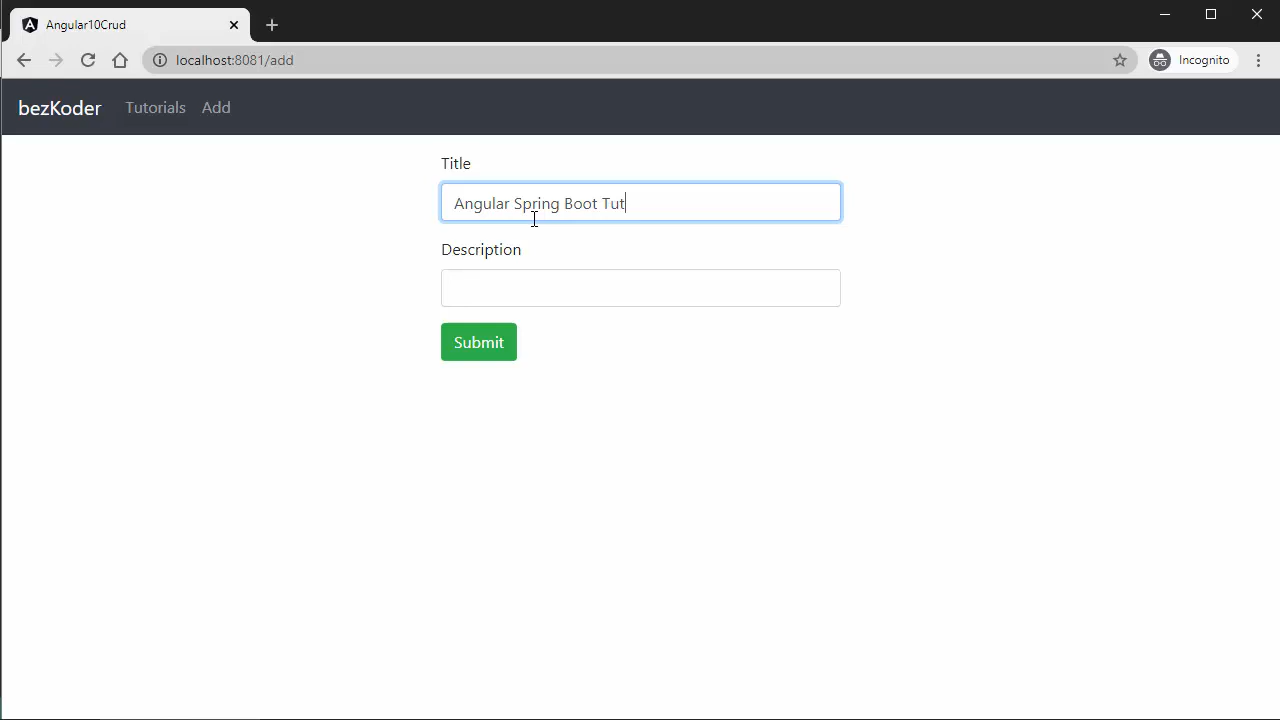 Angular10Crud
localhost:8081/add
Incognito
bezKoder Tutorials Add
Title
Angular Spring Boot Tut
Description
Submit